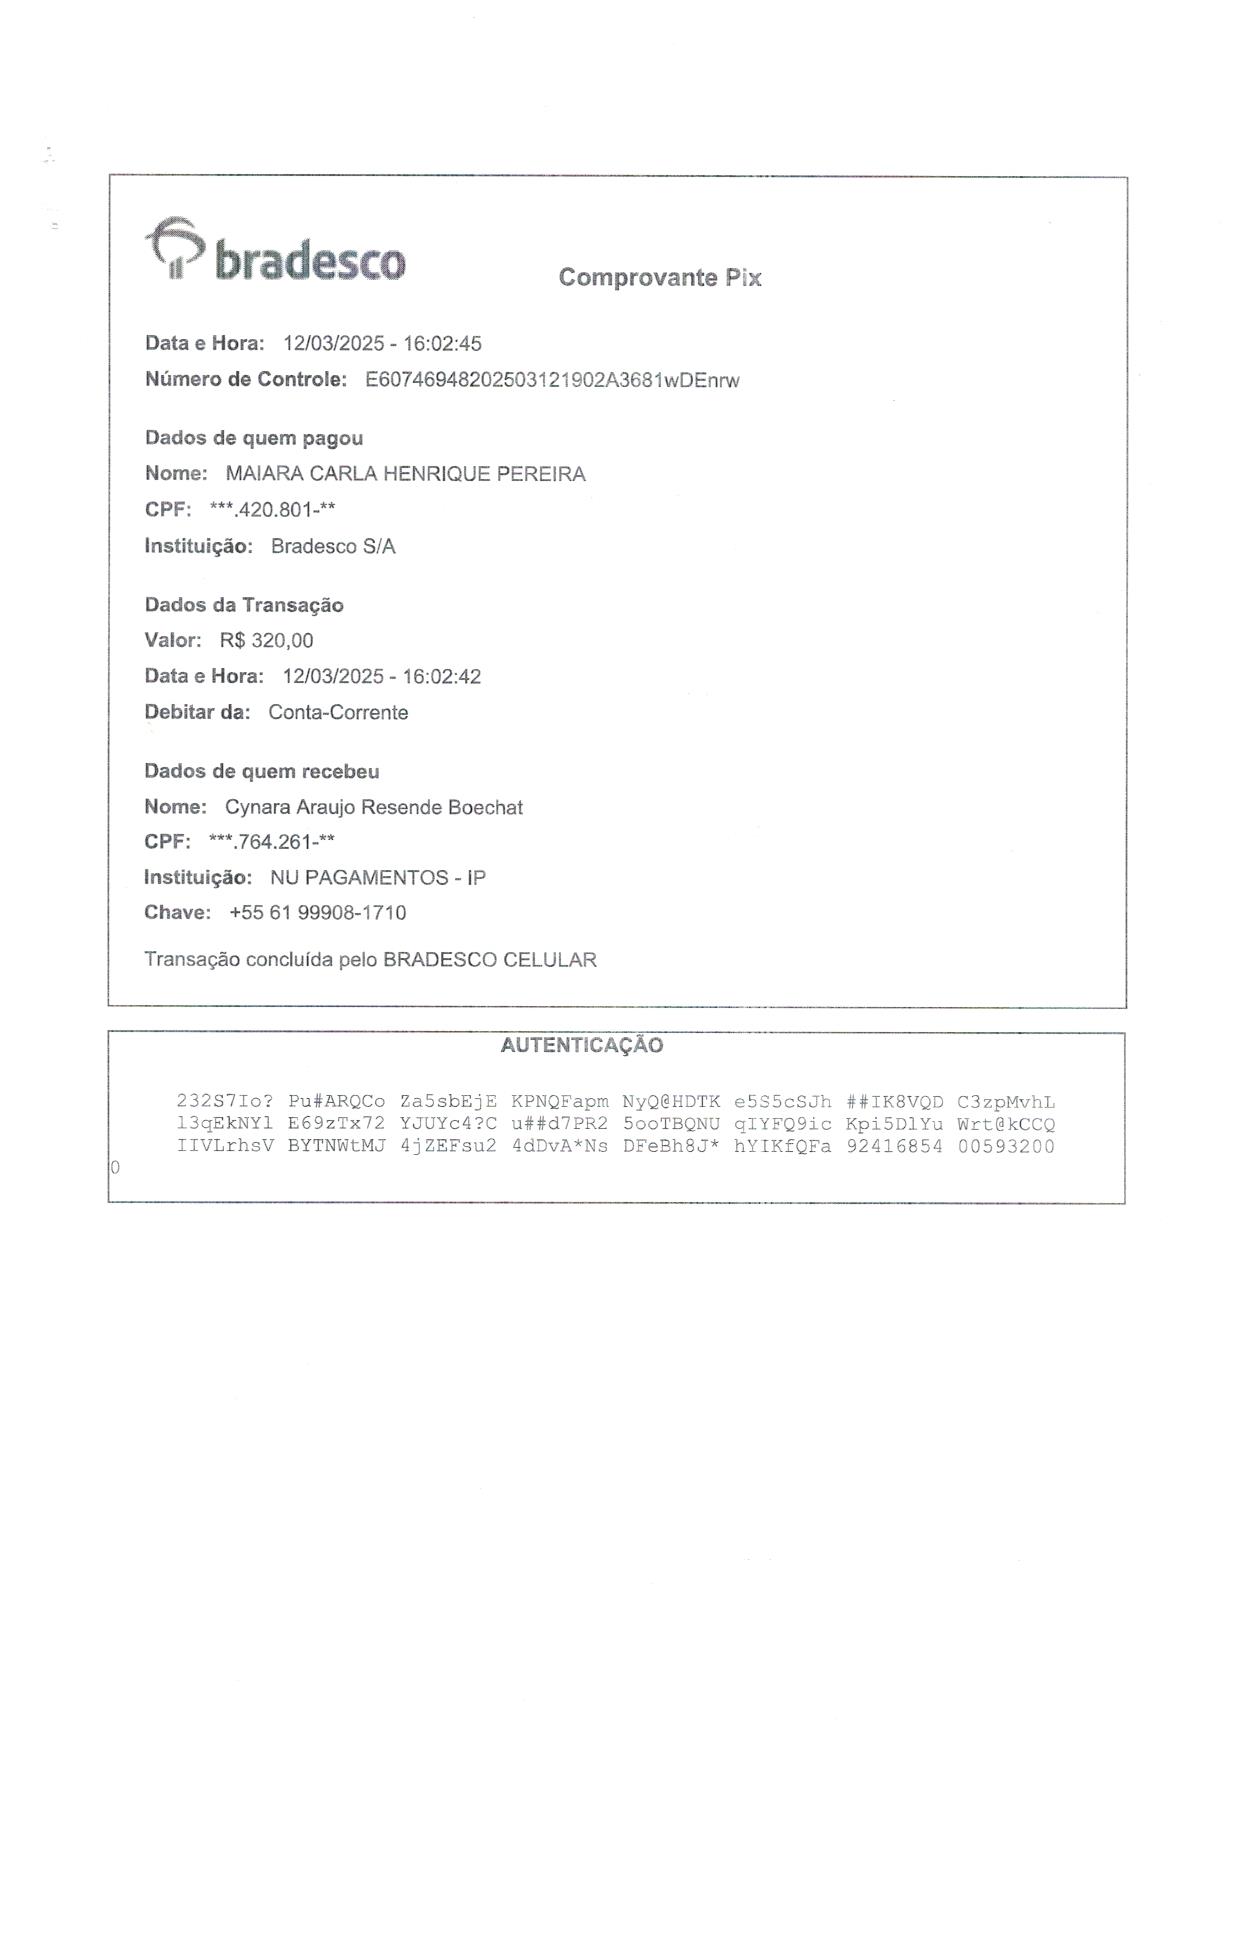 bradesco
Comprovante Pix
Data e Hora: 12/03/2025 - 16:02:45
Número de Controle: E60746948202503121902A3681wDEnrw
Dados de quem pagou
Nome: MAIARA CARLA HENRIQUE PEREIRA
CPF: ***.420.801-**
Instituição: Bradesco S/A
Dados da Transação
Valor: R$ 320,00
Data e Hora: 12/03/2025 - 16:02:42
Debitar da: Conta-Corrente
Dados de quem recebeu
Nome: Cynara Araujo Resende Boechat
CPF: ***.764.261-**
Instituição: NU PAGAMENTOS - IP
Chave: +55 61 99908-1710
Transação concluída pelo BRADESCO CELULAR
AUTENTICAÇÃO
232S7Io? Pu#ARQCo Za5sbEjE KPNQFapm NyQ@HDTK e5S5cSJh ##IK8VQD C3zpMvhL
l3qEkNYl E69zTx72 YJUYc4?C u##d7PR2 5ooTBQNU qIYFQ9ic Kpi5DlYu Wrt@kCCQ
IIVLrhsV BYTNWtMJ 4jZEFsu2 4dDvA*Ns DFeBh8J* hYIKfQFa 92416854 00593200
0